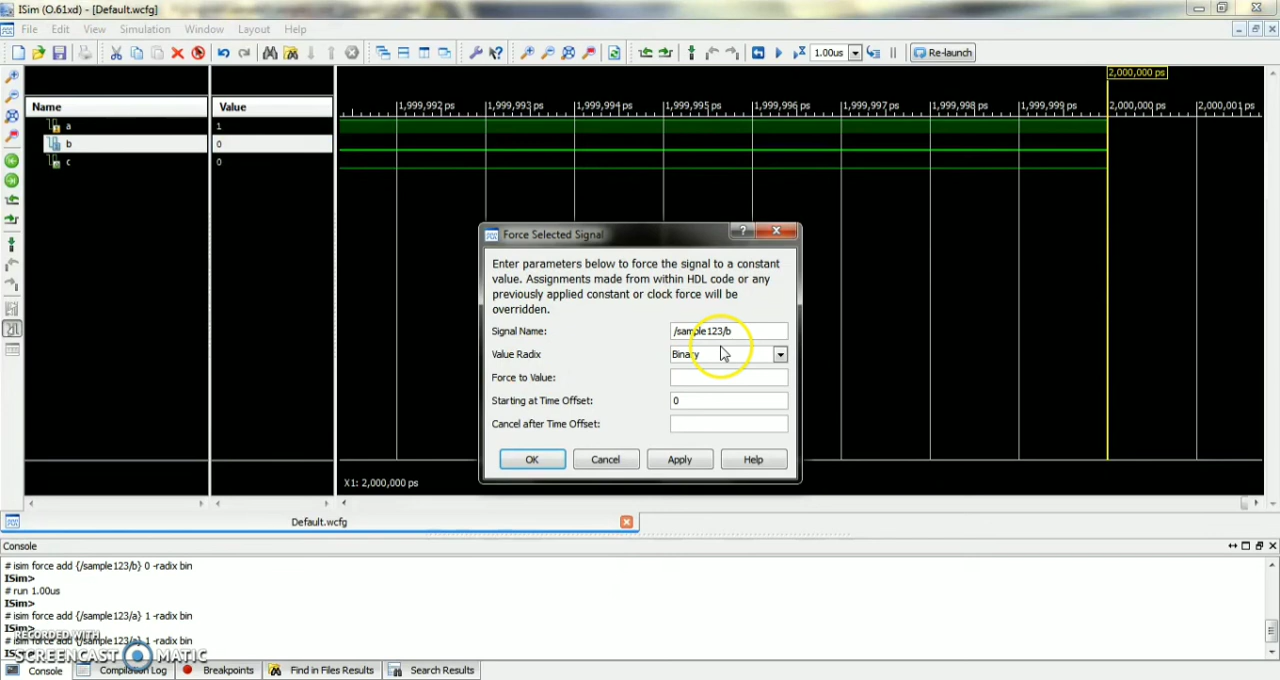 ISim (O.61xd) - [Default.wcfg]
File Edit View Simulation Window Layout Help
1.00us Re-launch
2,000,000 ps
Name Value
1,999,992 ps 1,999,993 ps 1,999,994 ps 1,999,995 ps 1,999,996 ps 1,999,997 ps 1,999,998 ps 1,999,999 ps 2,000,000 ps 2,000,001 ps
a 1
b 0
c 0
Force Selected Signal
Enter parameters below to force the signal to a constant
value. Assignments made from within HDL code or any
previously applied constant or clock force will be
overridden.
Signal Name: /sample123/b
Value Radix Binary
Force to Value:
Starting at Time Offset: 0
Cancel after Time Offset:
OK Cancel Apply Help
X1: 2,000,000 ps
Default.wcfg
Console
# isim force add {/sample123/b} 0 -radix bin
ISim>
# run 1.00us
ISim>
# isim force add {/sample123/a} 1 -radix bin
ISim>
# isim force add {/sample123/a} 1 -radix bin
ISim>
RECORDED WITH
SCREENCAST MATIC
Console Compilation Log Breakpoints Find in Files Results Search Results